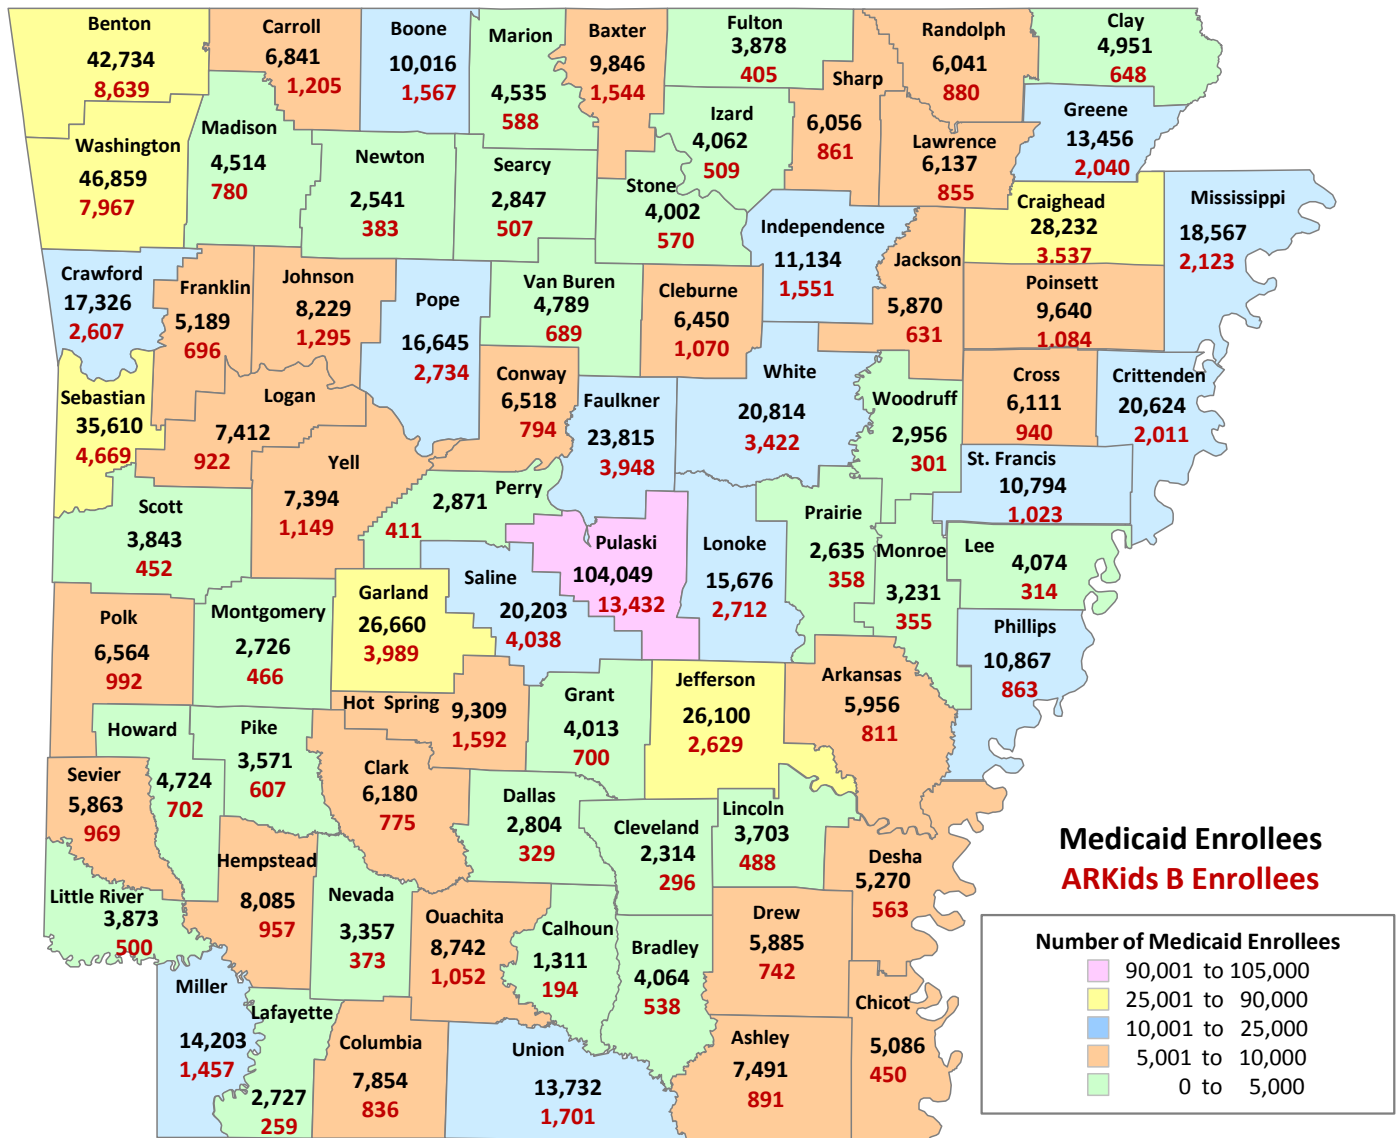 Benton
42,734
8,639
Carroll
6,841
1,205
Boone
10,016
1,567
Marion
4,535
588
Baxter
9,846
1,544
Fulton
3,878
405
Sharp
6,056
861
Randolph
6,041
880
Clay
4,951
648
Greene
13,456
2,040
Izard
4,062
509
Lawrence
6,137
855
Washington
46,859
7,967
Madison
4,514
780
Newton
2,541
383
Searcy
2,847
507
Stone
4,002
570
Independence
11,134
1,551
Jackson
5,870
631
Craighead
28,232
3,537
Mississippi
18,567
2,123
Crawford
17,326
2,607
Franklin
5,189
696
Johnson
8,229
1,295
Pope
16,645
2,734
Van Buren
4,789
689
Cleburne
6,450
1,070
Poinsett
9,640
1,084
Sebastian
35,610
4,669
Logan
7,412
922
Conway
6,518
794
Faulkner
23,815
3,948
White
20,814
3,422
Woodruff
2,956
301
Cross
6,111
940
Crittenden
20,624
2,011
St. Francis
10,794
1,023
Yell
7,394
1,149
Perry
2,871
411
Scott
3,843
452
Pulaski
104,049
13,432
Lonoke
15,676
2,712
Prairie
2,635
358
Monroe
3,231
355
Lee
4,074
314
Phillips
10,867
863
Polk
6,564
992
Montgomery
2,726
466
Garland
26,660
3,989
Saline
20,203
4,038
Hot Spring
9,309
1,592
Grant
4,013
700
Jefferson
26,100
2,629
Arkansas
5,956
811
Howard
4,724
702
Pike
3,571
607
Clark
6,180
775
Sevier
5,863
969
Dallas
2,804
329
Cleveland
2,314
296
Lincoln
3,703
488
Desha
5,270
563
Little River
3,873
500
Hempstead
8,085
957
Nevada
3,357
373
Ouachita
8,742
1,052
Calhoun
1,311
194
Bradley
4,064
538
Drew
5,885
742
Chicot
5,086
450
Miller
14,203
1,457
Lafayette
2,727
259
Columbia
7,854
836
Union
13,732
1,701
Ashley
7,491
891
Medicaid Enrollees
ARKids B Enrollees
Number of Medicaid Enrollees
90,001 to 105,000
25,001 to 90,000
10,001 to 25,000
5,001 to 10,000
0 to 5,000